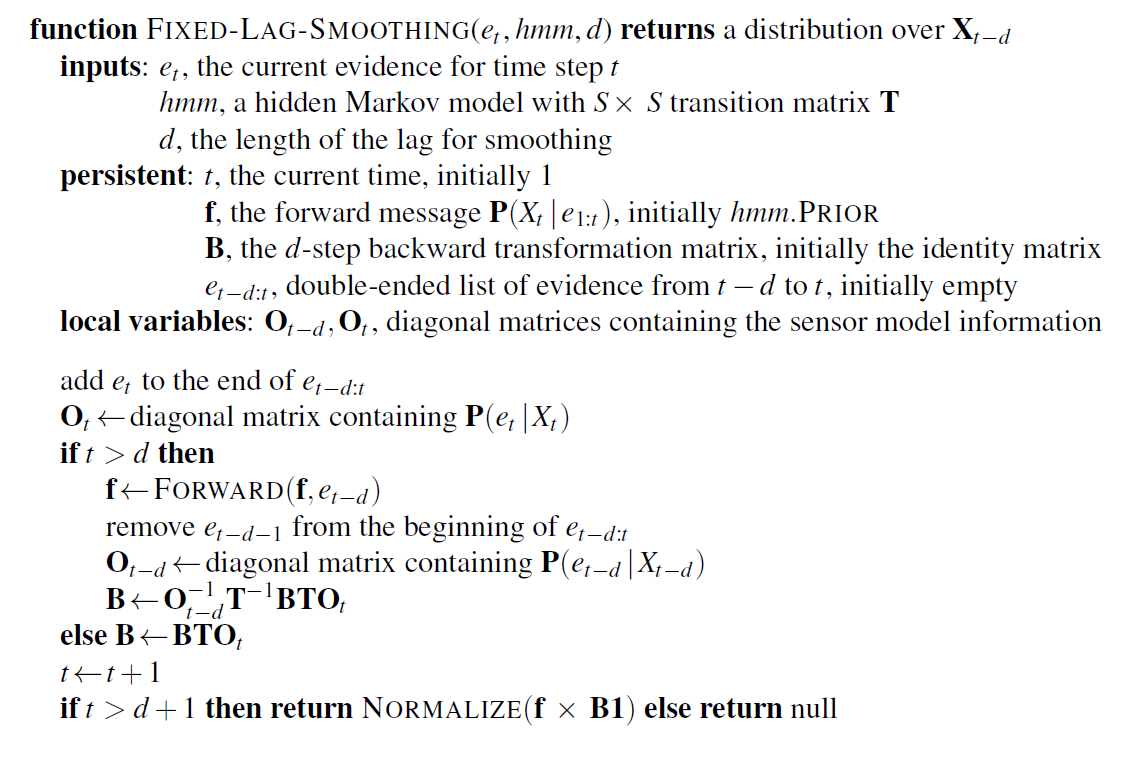 function FIXED-LAG-SMOOTHING(e_t, hmm, d) returns a distribution over X_{t−d}
inputs: e_t, the current evidence for time step t
hmm, a hidden Markov model with S × S transition matrix T
d, the length of the lag for smoothing
persistent: t, the current time, initially 1
f, the forward message P(X_t | e_{1:t}), initially hmm.PRIOR
B, the d-step backward transformation matrix, initially the identity matrix
e_{t−d:t}, double-ended list of evidence from t − d to t, initially empty
local variables: O_{t−d}, O_t, diagonal matrices containing the sensor model information
add e_t to the end of e_{t−d:t}
O_t ← diagonal matrix containing P(e_t | X_t)
if t > d then
f ← FORWARD(f, e_{t−d})
remove e_{t−d−1} from the beginning of e_{t−d:t}
O_{t−d} ← diagonal matrix containing P(e_{t−d} | X_{t−d})
B ← O_{t−d}^{−1} T^{−1} B T O_t
else B ← B T O_t
t ← t + 1
if t > d + 1 then return NORMALIZE(f × B1) else return null